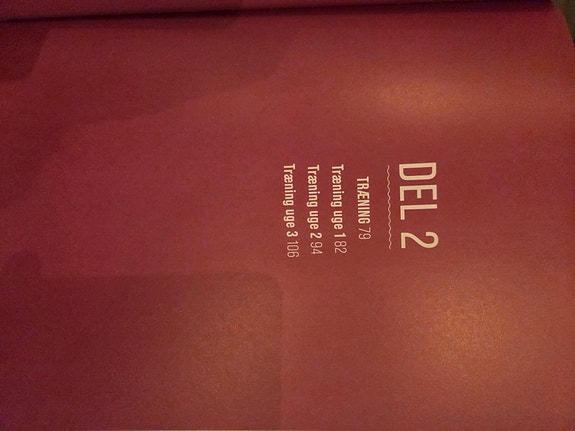 DEL 2
TRÆNING 79
Træning uge 1 82
Træning uge 2 94
Træning uge 3 106